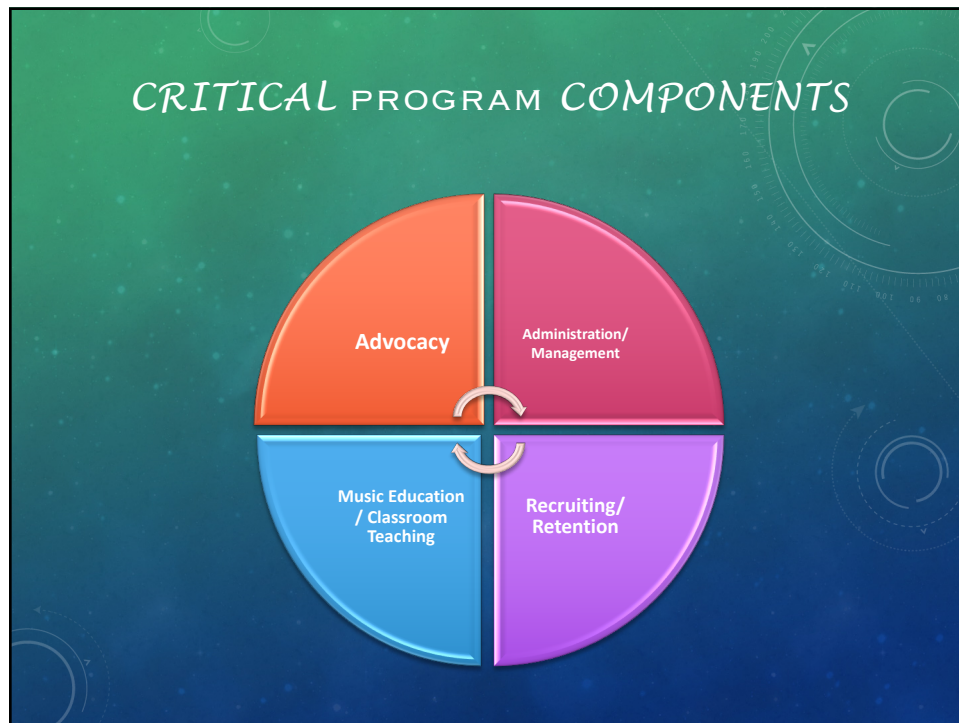 CRITICAL PROGRAM COMPONENTS
Advocacy
Administration/
Management
Music Education
/ Classroom
Teaching
Recruiting/
Retention